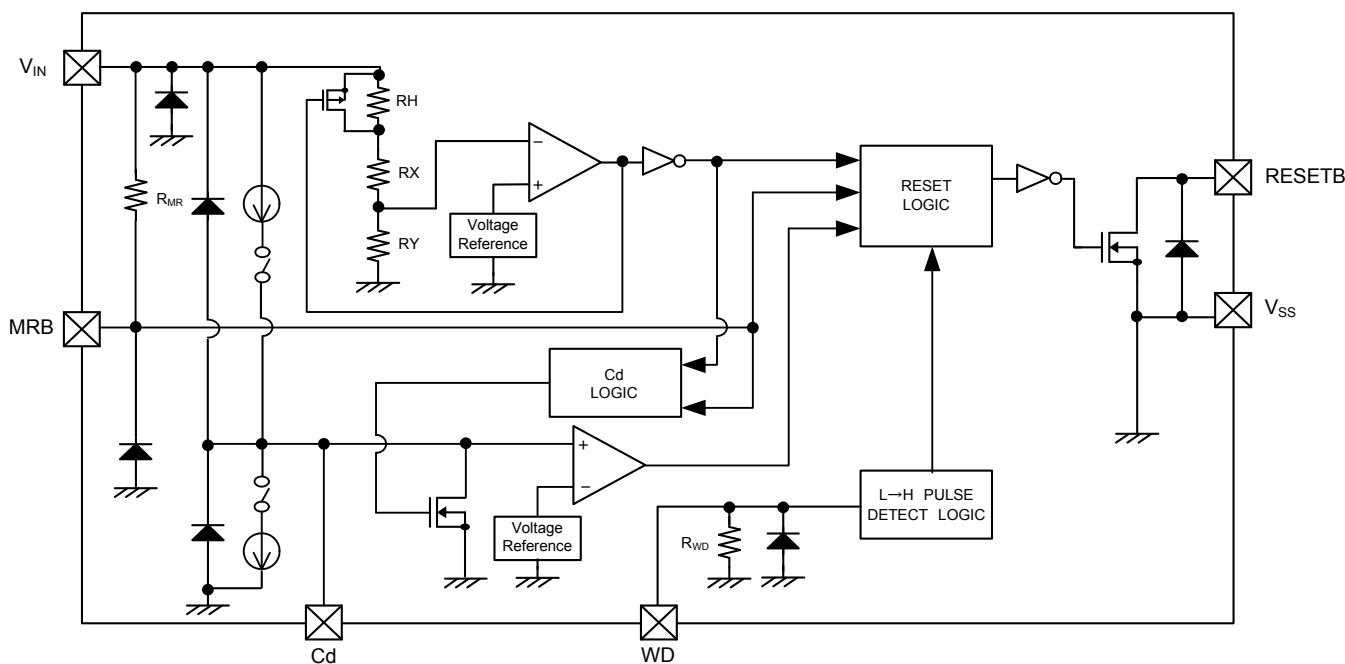 VIN
RH
RX
RMR
RY
−
+
Voltage
Reference
RESET
LOGIC
RESETB
MRB
VSS
Cd
LOGIC
+
−
Voltage
Reference
L→H PULSE
DETECT LOGIC
RWD
Cd
WD